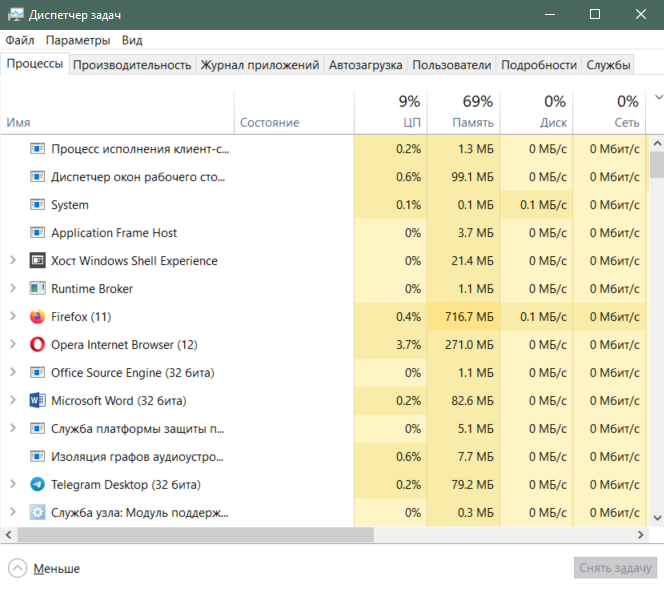 Диспетчер задач
Файл Параметры Вид
Процессы Производительность Журнал приложений Автозагрузка Пользователи Подробности Службы
9% 69% 0% 0%
Имя Состояние ЦП Память Диск Сеть
Процесс исполнения клиент-с... 0.2% 1.3 МБ 0 МБ/с 0 Мбит/с
Диспетчер окон рабочего сто... 0.6% 99.1 МБ 0 МБ/с 0 Мбит/с
System 0.1% 0.1 МБ 0.1 МБ/с 0 Мбит/с
Application Frame Host 0% 3.7 МБ 0 МБ/с 0 Мбит/с
Хост Windows Shell Experience 0% 21.4 МБ 0 МБ/с 0 Мбит/с
Runtime Broker 0% 1.1 МБ 0 МБ/с 0 Мбит/с
Firefox (11) 0.4% 716.7 МБ 0.1 МБ/с 0 Мбит/с
Opera Internet Browser (12) 3.7% 271.0 МБ 0 МБ/с 0 Мбит/с
Office Source Engine (32 бита) 0% 1.1 МБ 0 МБ/с 0 Мбит/с
Microsoft Word (32 бита) 0.2% 82.6 МБ 0 МБ/с 0 Мбит/с
Служба платформы защиты п... 0% 5.1 МБ 0 МБ/с 0 Мбит/с
Изоляция графов аудиоустро... 0.6% 7.7 МБ 0 МБ/с 0 Мбит/с
Telegram Desktop (32 бита) 0.2% 79.2 МБ 0 МБ/с 0 Мбит/с
Служба узла: Модуль поддерж... 0% 0.3 МБ 0 МБ/с 0 Мбит/с
Меньше Снять задачу